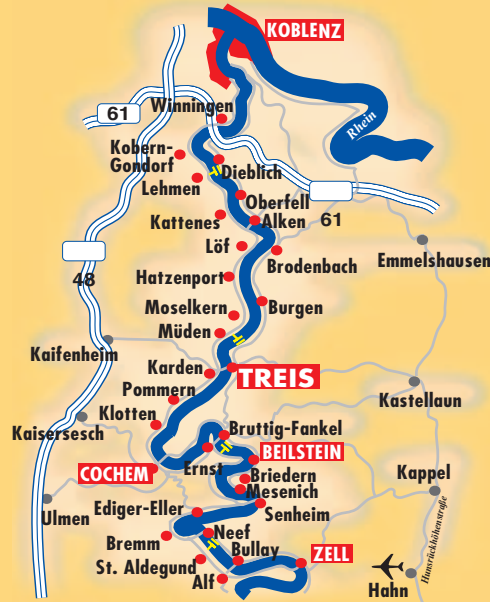 KOBLENZ
Winningen
61
Rhein
Kobern-
Gondorf
Dieblich
Lehmen
Oberfell
Kattenes
Alken
61
Löf
Brodenbach
Emmelshausen
48
Hatzenport
Moselkern
Burgen
Müden
Kaifenheim
Karden
TREIS
Pommern
Kastellaun
Klotten
Kaisersesch
Bruttig-Fankel
Ernst
BEILSTEIN
COCHEM
Briedern
Kappel
Mesenich
Ediger-Eller
Senheim
Ulmen
Neef
Bremm
Bullay
ZELL
St. Aldegund
Alf
Hahn
Hunsrückhöhenstraße